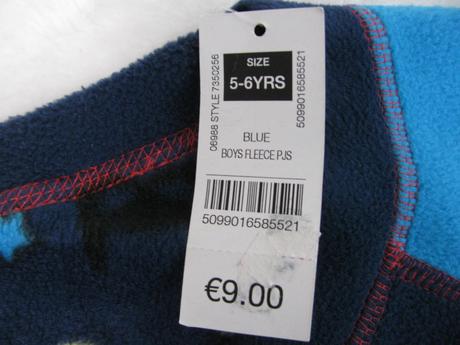 SIZE
5-6YRS
06988 STYLE 7350256
5099016585521
BLUE
BOYS FLEECE PJS
5099016585521
€9.00